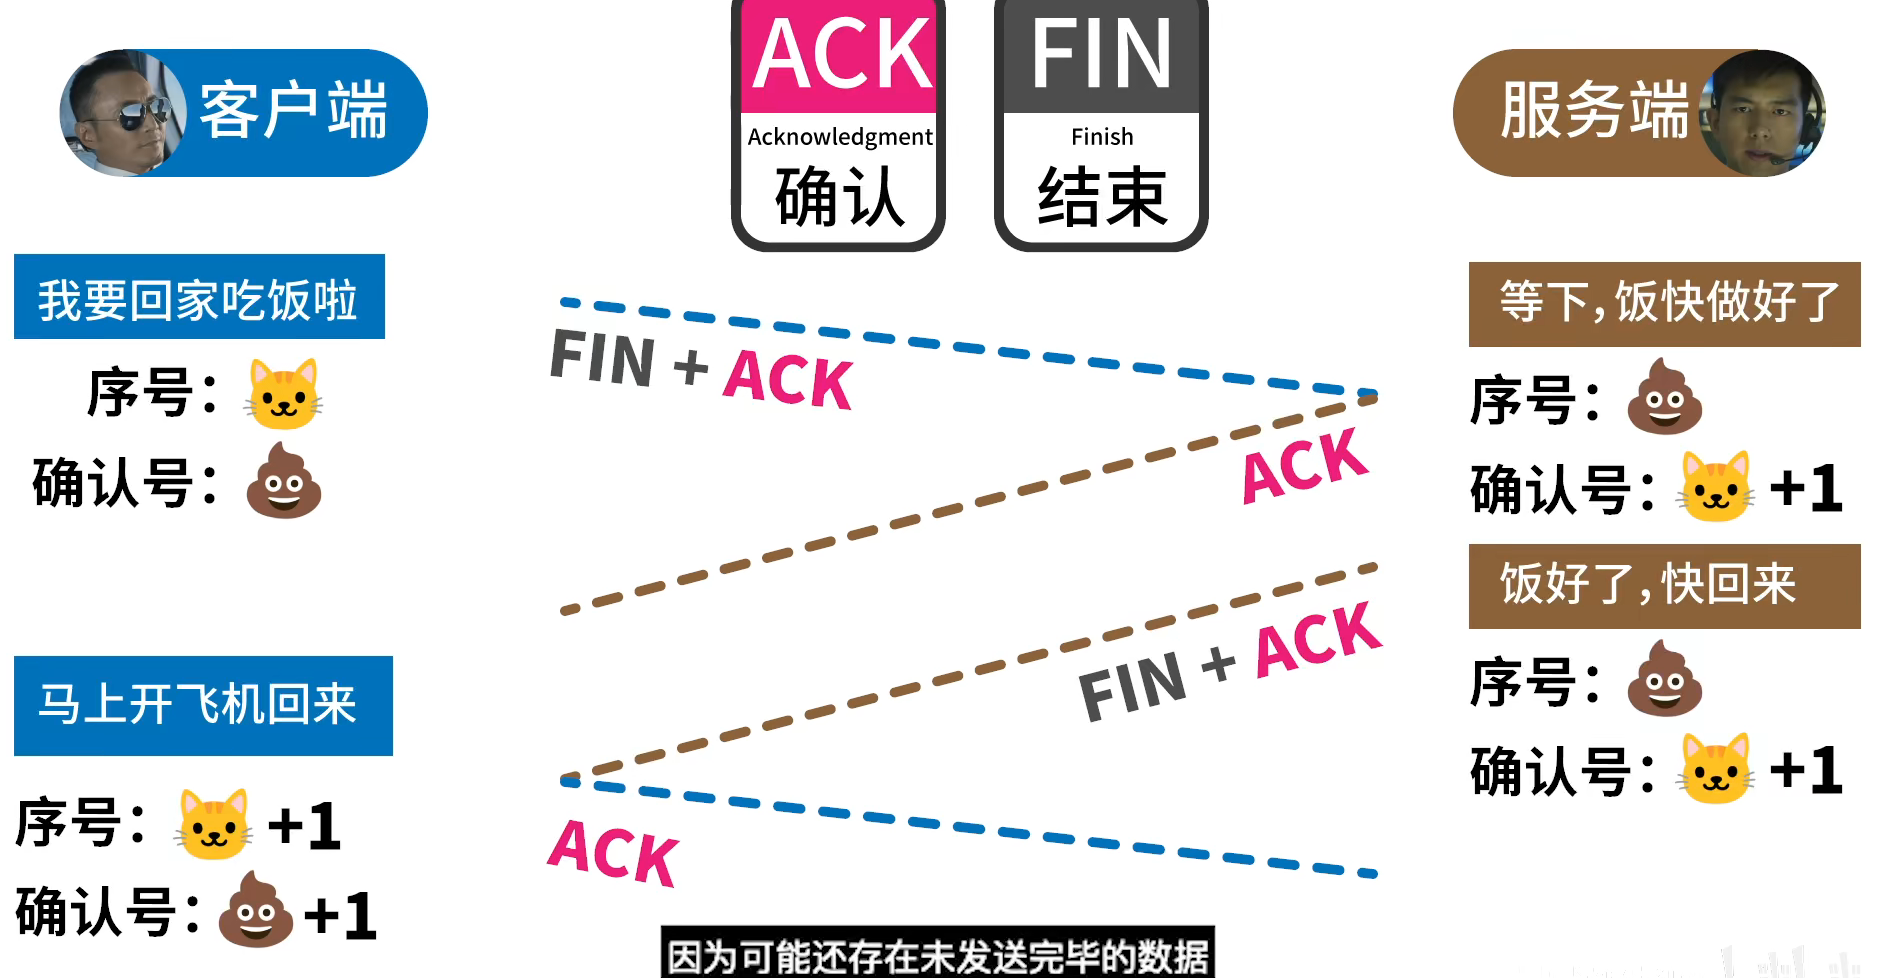 客户端
ACK
Acknowledgment
确认
FIN
Finish
结束
服务端
我要回家吃饭啦
序号：
确认号：
FIN + ACK
ACK
等下，饭快做好了
序号：
确认号： +1
饭好了，快回来
序号：
确认号： +1
FIN + ACK
马上开飞机回来
序号： +1
确认号： +1
ACK
因为可能还存在未发送完毕的数据